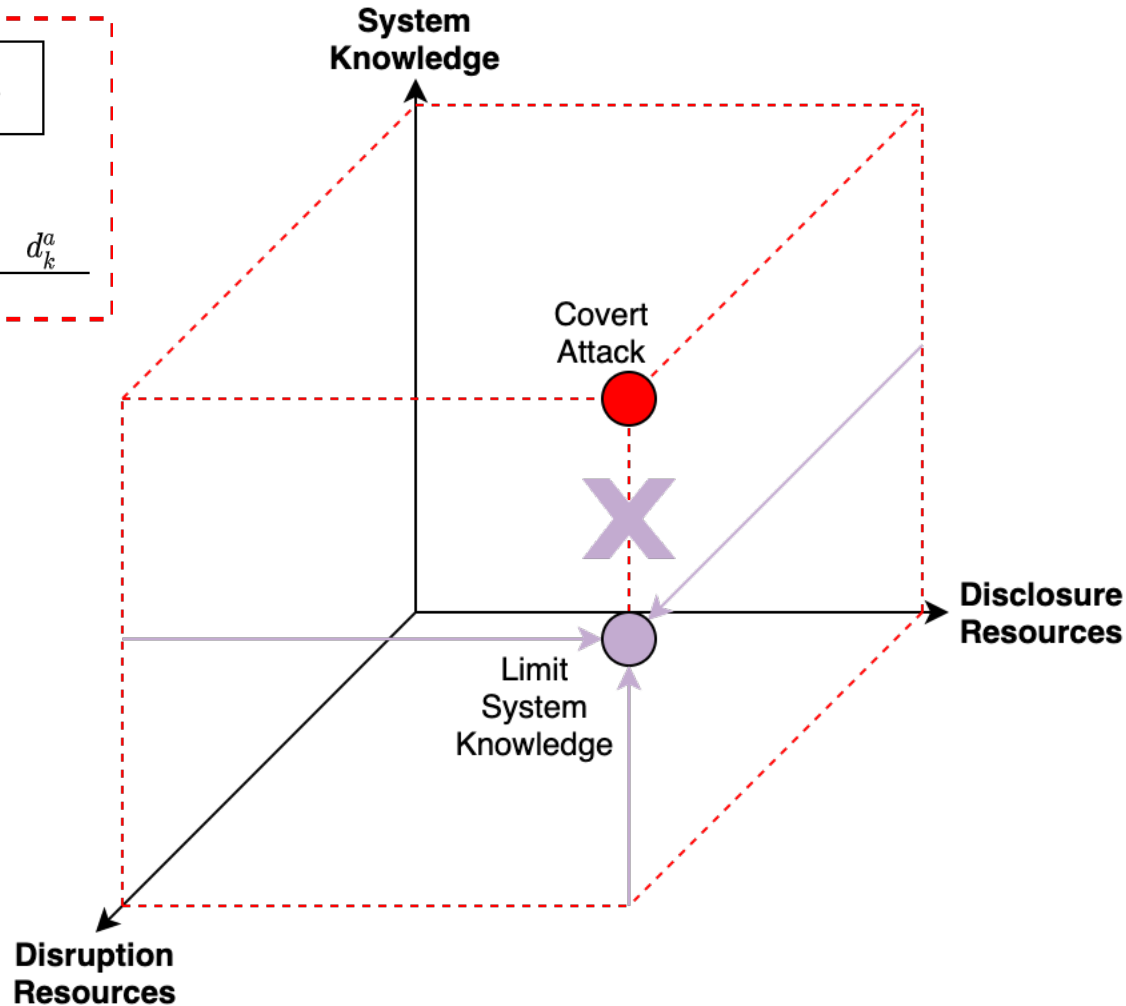 System
Knowledge
d_k^a
Covert
Attack
X
Disclosure
Resources
Limit
System
Knowledge
Disruption
Resources